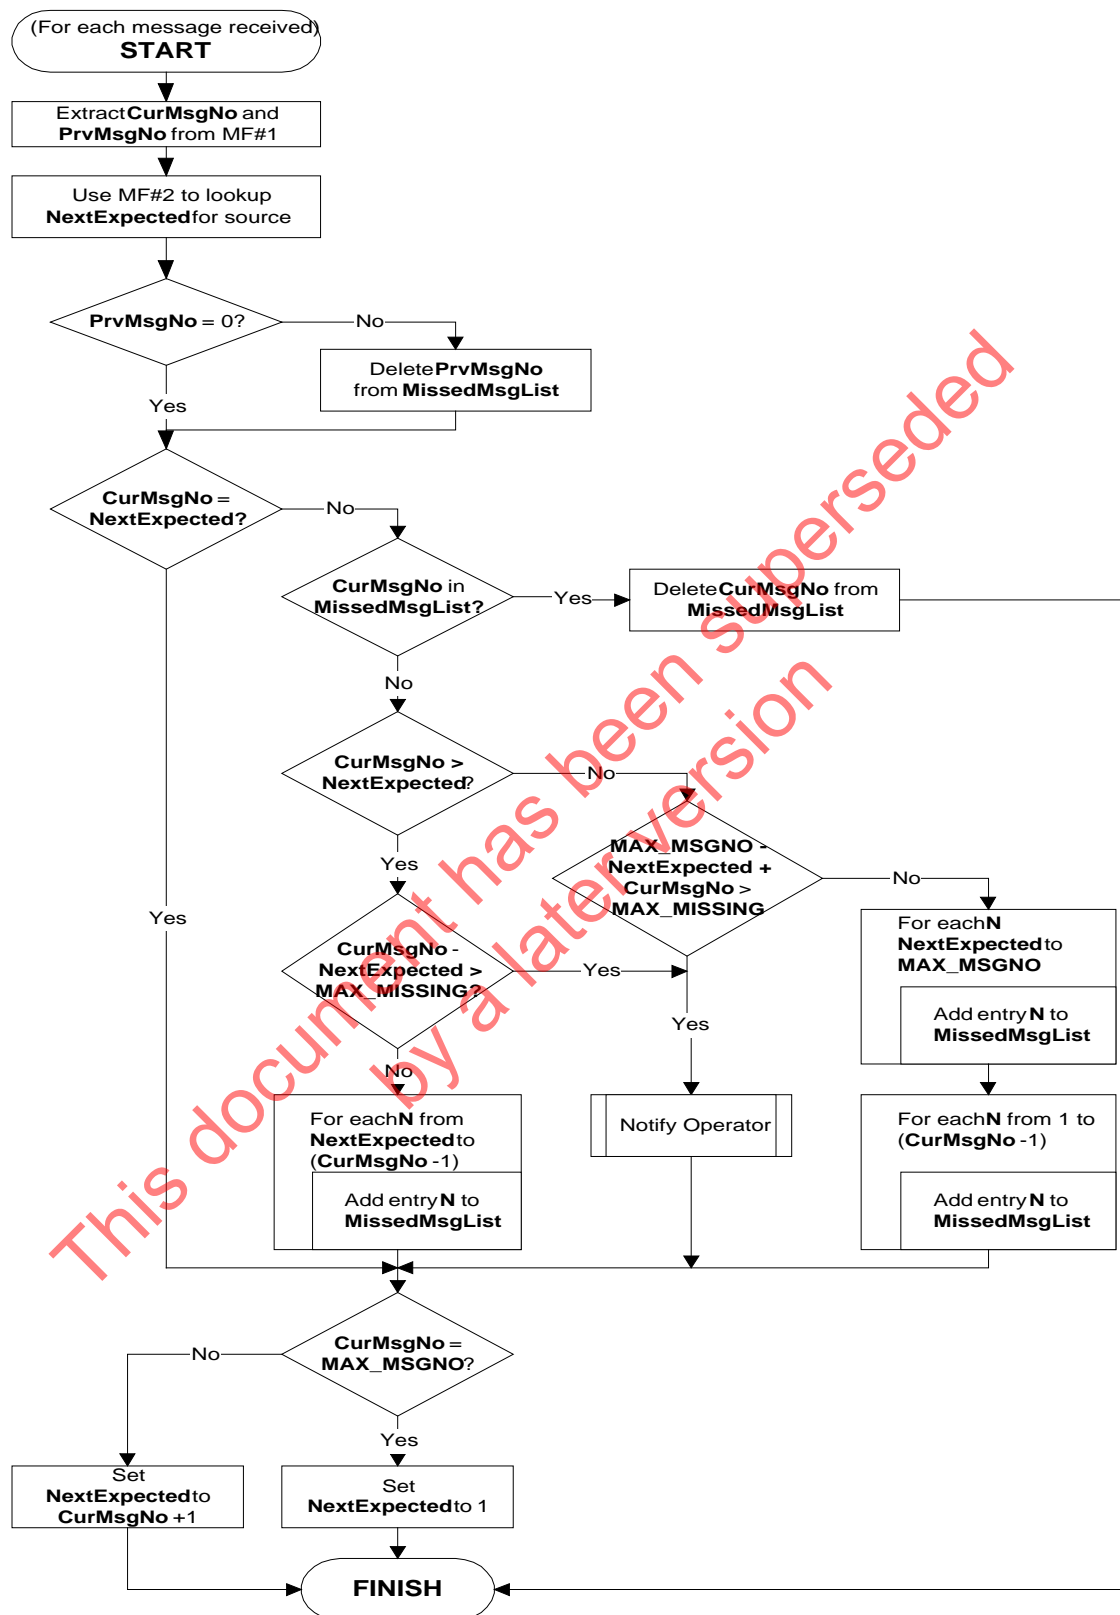 (For each message received)
START
Extract CurMsgNo and
PrvMsgNo from MF#1
Use MF#2 to lookup
NextExpected for source
PrvMsgNo = 0?
No
Delete PrvMsgNo
from MissedMsgList
Yes
CurMsgNo =
NextExpected?
No
CurMsgNo in
MissedMsgList?
Yes
Delete CurMsgNo from
MissedMsgList
No
CurMsgNo >
NextExpected?
No
MAX_MSGNO -
NextExpected +
CurMsgNo >
MAX_MISSING
No
Yes
Yes
CurMsgNo -
NextExpected >
MAX_MISSING?
Yes
For each N
NextExpected to
MAX_MSGNO
Add entry N to
MissedMsgList
Yes
No
For each N from
NextExpected to
(CurMsgNo -1)
Add entry N to
MissedMsgList
Notify Operator
For each N from 1 to
(CurMsgNo -1)
Add entry N to
MissedMsgList
CurMsgNo =
MAX_MSGNO?
No
Yes
Set
NextExpected to
CurMsgNo +1
Set
NextExpected to 1
FINISH
This document has been superseded
by a later version